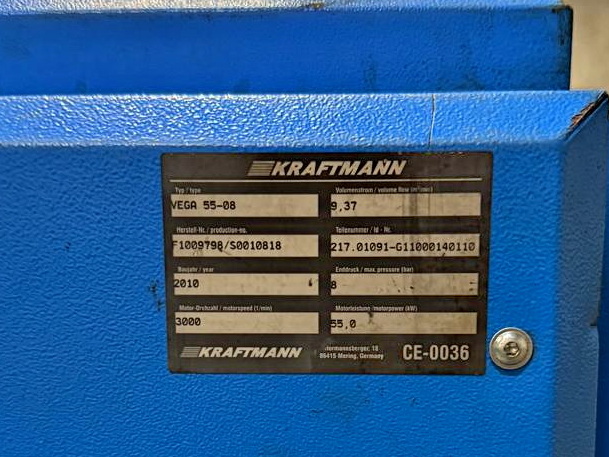 KRAFTMANN
Typ / type
VEGA 55-08
Volumenstrom / volume flow (m³/min)
9,37
Herstell-Nr. / production-no.
F1009798/S0010818
Teilenummer / Id - Nr.
217.01091-G11000140110
Baujahr / year
2010
Enddruck / max. pressure (bar)
8
Motor-Drehzahl / motorspeed (1/min)
3000
Motorleistung /motorpower (kW)
55,0
KRAFTMANN
18
86415 Mering, Germany
CE-0036